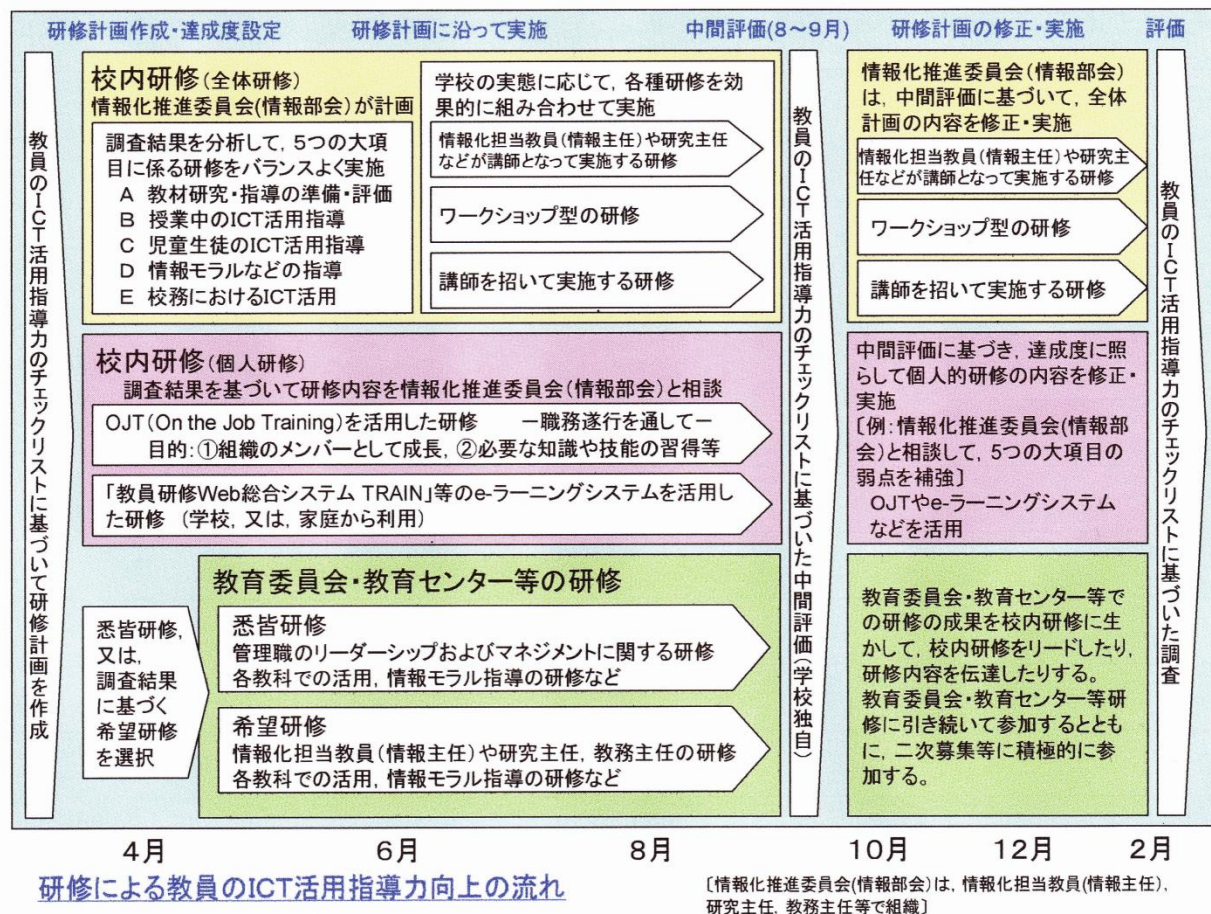 研修計画作成・達成度設定
研修計画に沿って実施
中間評価(8～9月)
研修計画の修正・実施
評価
教員のICT活用指導力のチェックリストに基づいて研修計画を作成
校内研修(全体研修)
情報化推進委員会(情報部会)が計画
調査結果を分析して，5つの大項
目に係る研修をバランスよく実施
A 教材研究・指導の準備・評価
B 授業中のICT活用指導
C 児童生徒のICT活用指導
D 情報モラルなどの指導
E 校務におけるICT活用
学校の実態に応じて，各種研修を効
果的に組み合わせて実施
情報化担当教員(情報主任)や研究主任
などが講師となって実施する研修
ワークショップ型の研修
講師を招いて実施する研修
校内研修(個人研修)
調査結果を基づいて研修内容を情報化推進委員会(情報部会)と相談
OJT(On the Job Training)を活用した研修 －職務遂行を通して－
目的：①組織のメンバーとして成長，②必要な知識や技能の習得等
「教員研修Web総合システム TRAIN」等のe-ラーニングシステムを活用し
た研修 (学校，又は，家庭から利用)
悉皆研修，
又は，
調査結果
に基づく
希望研修
を選択
教育委員会・教育センター等の研修
悉皆研修
管理職のリーダーシップおよびマネジメントに関する研修
各教科での活用，情報モラル指導の研修など
希望研修
情報化担当教員(情報主任)や研究主任，教務主任の研修
各教科での活用，情報モラル指導の研修など
教員のICT活用指導力のチェックリストに基づいた中間評価(学校独自)
情報化推進委員会(情報部会)
は，中間評価に基づいて，全体
計画の内容を修正・実施
情報化担当教員(情報主任)や研究主
任などが講師となって実施する研修
ワークショップ型の研修
講師を招いて実施する研修
中間評価に基づき，達成度に照
らして個人的研修の内容を修正・
実施
〔例：情報化推進委員会(情報部
会)と相談して，5つの大項目の
弱点を補強〕
OJTやe-ラーニングシステム
などを活用
教育委員会・教育センター等で
の研修の成果を校内研修に生
かして，校内研修をリードしたり，
研修内容を伝達したりする。
教育委員会・教育センター等研
修に引き続いて参加するととも
に，二次募集等に積極的に参
加する。
教員のICT活用指導力のチェックリストに基づいた調査
4月
6月
8月
10月
12月
2月
研修による教員のICT活用指導力向上の流れ
〔情報化推進委員会(情報部会)は，情報化担当教員(情報主任)，
研究主任，教務主任等で組織〕